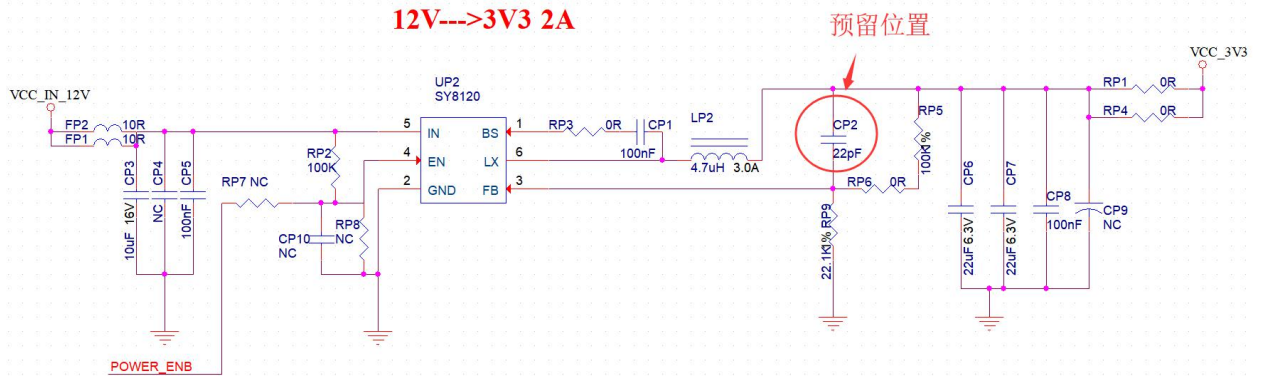 12V--->3V3 2A
预留位置
VCC_3V3
VCC_IN_12V
UP2
SY8120
RP1 0R
RP4 0R
FP2 10R
FP1 10R
5 IN BS 1
4 EN LX 6
2 GND FB 3
RP3 0R
CP1
100nF
LP2
4.7uH 3.0A
CP2
22pF
RP5
100K1%
RP2
100K
CP3
10uF 16V
CP4
NC
CP5
100nF
RP7 NC
RP8
NC
CP10
NC
RP6 0R
RP9
22.1K1%
CP6
22uF 6.3V
CP7
22uF 6.3V
CP8
100nF
CP9
NC
POWER_ENB